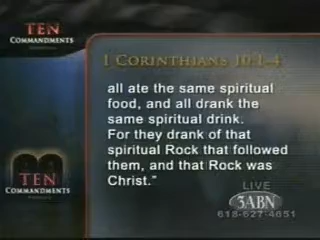 TEN
COMMANDMENTS
1 CORINTHIANS 10:1-4
all ate the same spiritual
food, and all drank the
same spiritual drink.
For they drank of that
spiritual Rock that followed
them, and that Rock was
Christ."
TEN
COMMANDMENTS
LIVE
3ABN
618-627-4651